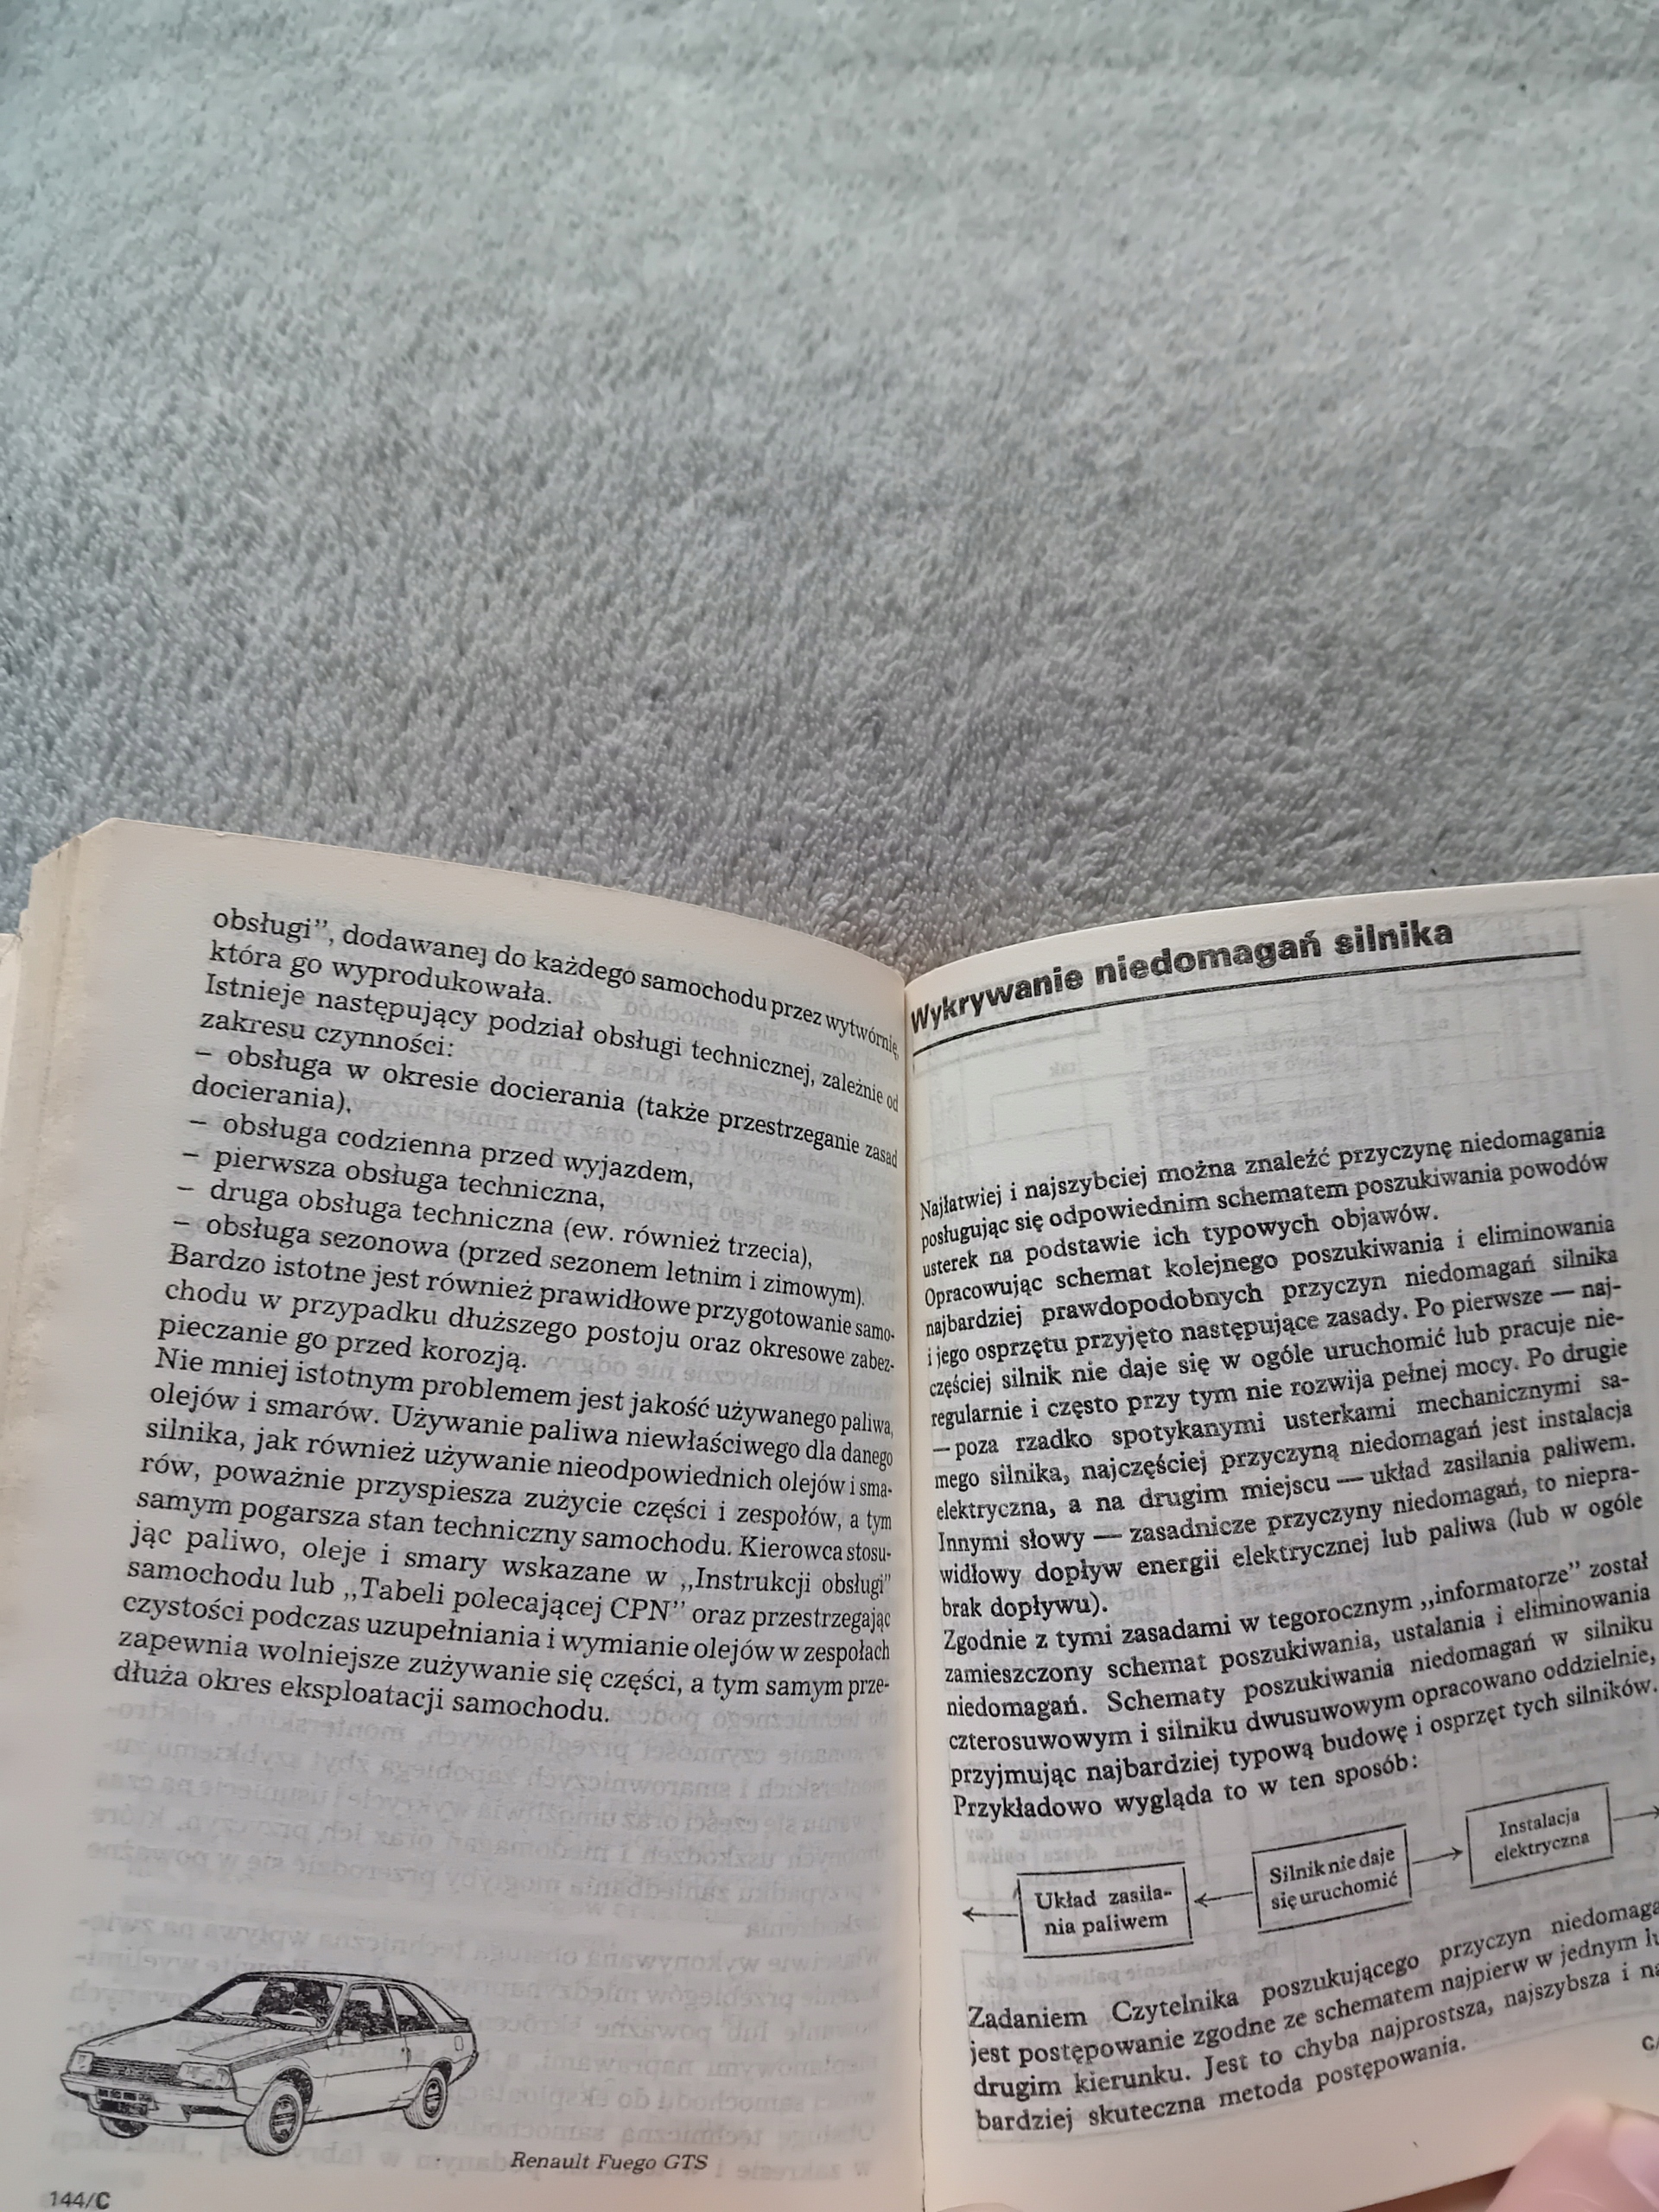 obsługi", dodawanej do każdego samochodu przez wytwórnię,
która go wyprodukowała.
Istnieje następujący podział obsługi technicznej, zależnie od
zakresu czynności:
– obsługa w okresie docierania (także przestrzeganie zasad
docierania),
– obsługa codzienna przed wyjazdem,
– pierwsza obsługa techniczna,
– druga obsługa techniczna (ew. również trzecia),
– obsługa sezonowa (przed sezonem letnim i zimowym).
Bardzo istotne jest również prawidłowe przygotowanie samo-
chodu w przypadku dłuższego postoju oraz okresowe zabez-
pieczanie go przed korozją.
Nie mniej istotnym problemem jest jakość używanego paliwa,
olejów i smarów. Używanie paliwa niewłaściwego dla danego
silnika, jak również używanie nieodpowiednich olejów i sma-
rów, poważnie przyspiesza zużycie części i zespołów, a tym
samym pogarsza stan techniczny samochodu. Kierowca stosu-
jąc paliwo, oleje i smary wskazane w „Instrukcji obsługi"
samochodu lub „Tabeli polecającej CPN" oraz przestrzegając
czystości podczas uzupełniania i wymianie olejów w zespołach
zapewnia wolniejsze zużywanie się części, a tym samym prze-
dłuża okres eksploatacji samochodu.
Renault Fuego GTS
144/C
Wykrywanie niedomagań silnika
Najłatwiej i najszybciej można znaleźć przyczynę niedomagania
posługując się odpowiednim schematem poszukiwania powodów
usterek na podstawie ich typowych objawów.
Opracowując schemat kolejnego poszukiwania i eliminowania
najbardziej prawdopodobnych przyczyn niedomagań silnika
i jego osprzętu przyjęto następujące zasady. Po pierwsze — naj-
częściej silnik nie daje się w ogóle uruchomić lub pracuje nie-
regularnie i często przy tym nie rozwija pełnej mocy. Po drugie
— poza rzadko spotykanymi usterkami mechanicznymi sa-
mego silnika, najczęściej przyczyną niedomagań jest instalacja
elektryczna, a na drugim miejscu — układ zasilania paliwem.
Innymi słowy — zasadnicze przyczyny niedomagań, to niepra-
widłowy dopływ energii elektrycznej lub paliwa (lub w ogóle
brak dopływu).
Zgodnie z tymi zasadami w tegorocznym „informatorze" został
zamieszczony schemat poszukiwania, ustalania i eliminowania
niedomagań. Schematy poszukiwania niedomagań w silniku
czterosuwowym i silniku dwusuwowym opracowano oddzielnie,
przyjmując najbardziej typową budowę i osprzęt tych silników.
Przykładowo wygląda to w ten sposób:
Układ zasila-
nia paliwem
Silnik nie daje
się uruchomić
Instalacja
elektryczna
Zadaniem Czytelnika poszukującego przyczyn
jest postępowanie zgodne ze schematem najpierw w jednym
drugim kierunku. Jest to chyba najprostsza, najszybsza i
bardziej skuteczna metoda postępowania.